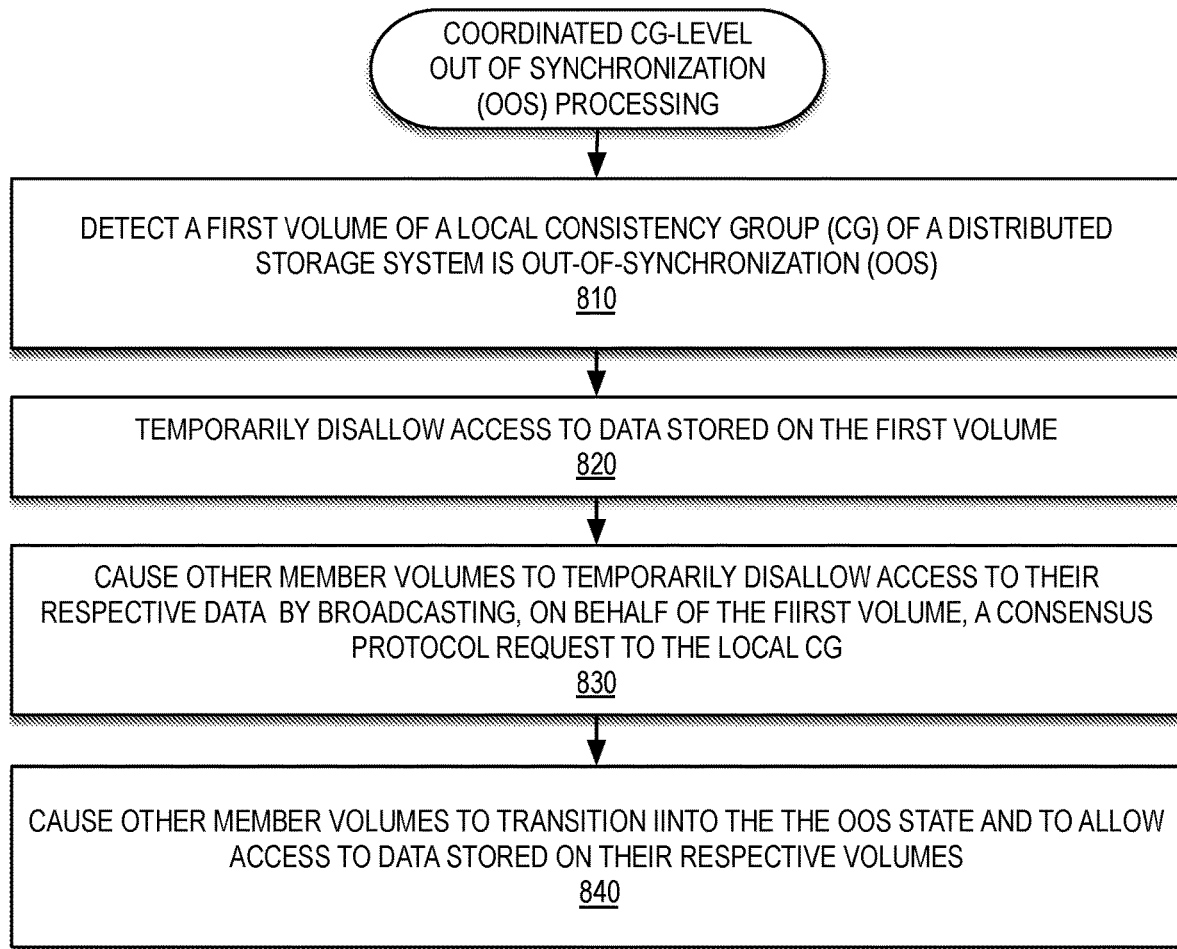 COORDINATED CG-LEVEL
OUT OF SYNCHRONIZATION
(OOS) PROCESSING
DETECT A FIRST VOLUME OF A LOCAL CONSISTENCY GROUP (CG) OF A DISTRIBUTED
STORAGE SYSTEM IS OUT-OF-SYNCHRONIZATION (OOS)
810
TEMPORARILY DISALLOW ACCESS TO DATA STORED ON THE FIRST VOLUME
820
CAUSE OTHER MEMBER VOLUMES TO TEMPORARILY DISALLOW ACCESS TO THEIR
RESPECTIVE DATA BY BROADCASTING, ON BEHALF OF THE FIIRST VOLUME, A CONSENSUS
PROTOCOL REQUEST TO THE LOCAL CG
830
CAUSE OTHER MEMBER VOLUMES TO TRANSITION IINTO THE THE OOS STATE AND TO ALLOW
ACCESS TO DATA STORED ON THEIR RESPECTIVE VOLUMES
840